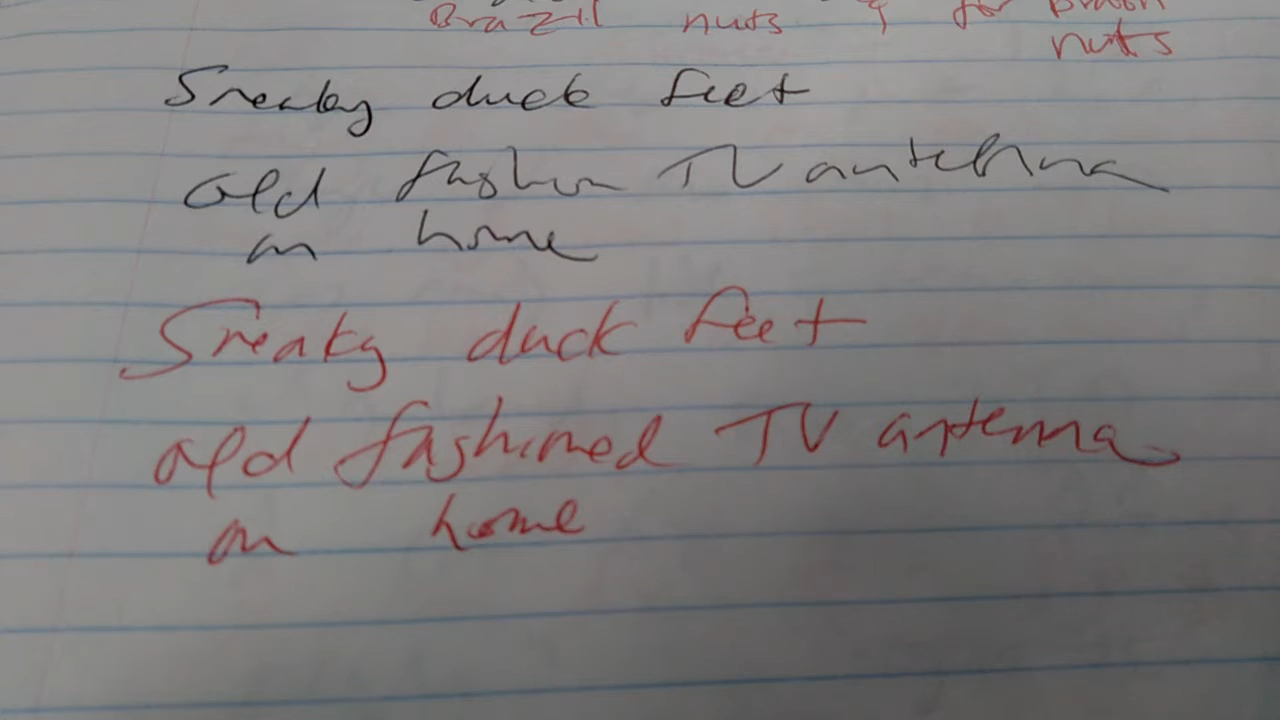 Brazil nuts & for
nuts
Sneaky duck feet
old fashion TV antenna
on home
Sneaky duck feet
old fashioned TV antenna
on home